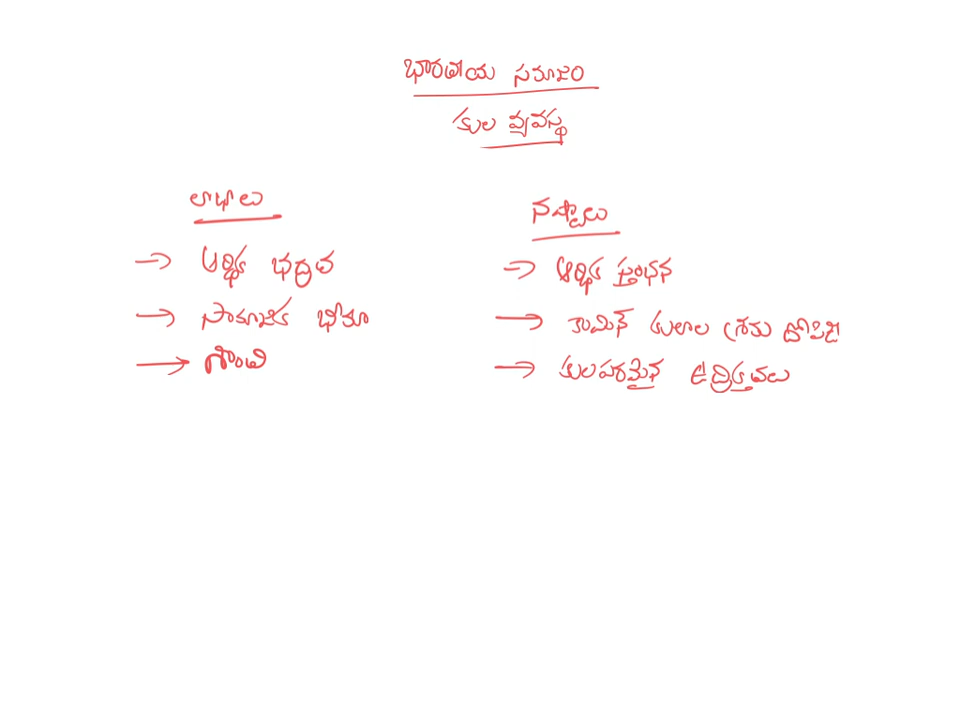 భారతీయ సమాజం
కుల వ్యవస్థ
లాభాలు
→ ఆర్థిక భద్రత
→ సామాజిక భీమా
→ శాంతి
నష్టాలు
→ ఆర్థిక స్తంభన
→ కామిన్ కులాల శ్రమ దోపిడి
→ కులపరమైన ఉద్రిక్తతలు